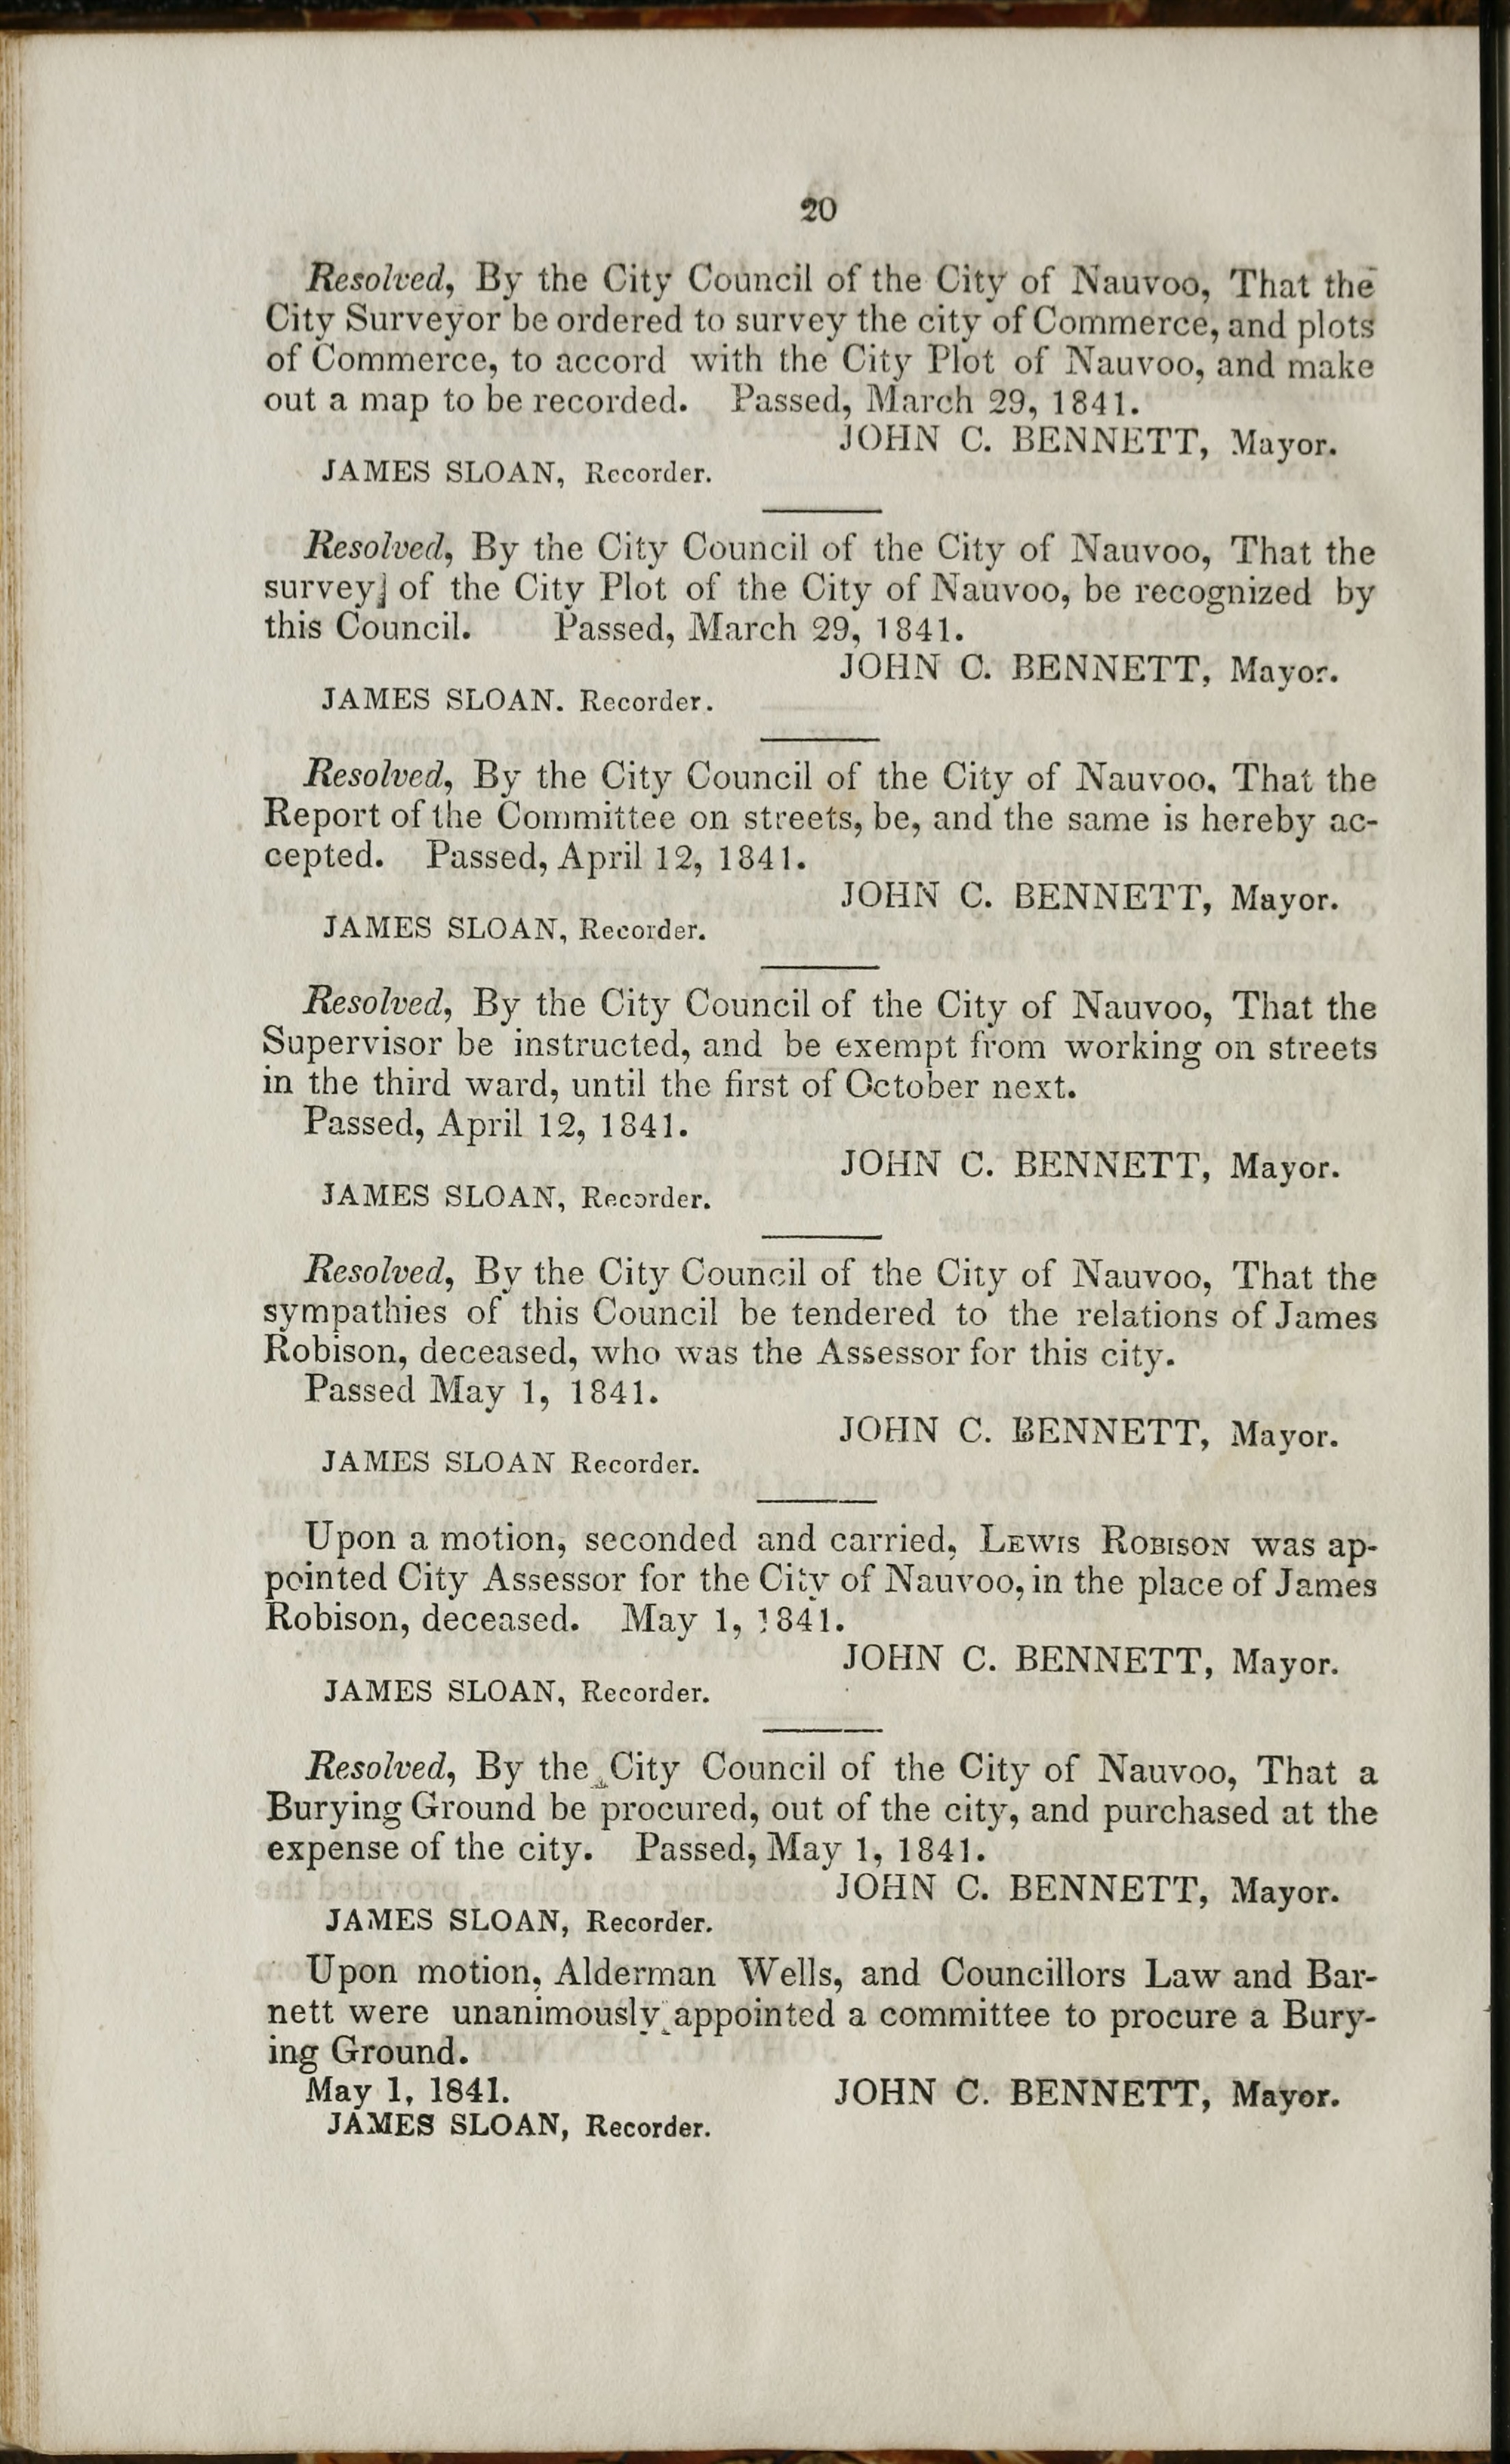 20
Resolved, By the City Council of the City of Nauvoo, That the
City Surveyor be ordered to survey the city of Commerce, and plots
of Commerce, to accord with the City Plot of Nauvoo, and make
out a map to be recorded. Passed, March 29, 1841.
JOHN C. BENNETT, Mayor.
JAMES SLOAN, Recorder.
Resolved, By the City Council of the City of Nauvoo, That the
survey] of the City Plot of the City of Nauvoo, be recognized by
this Council. Passed, March 29, 1841.
JOHN C. BENNETT, Mayor.
JAMES SLOAN. Recorder.
Resolved, By the City Council of the City of Nauvoo, That the
Report of the Committee on streets, be, and the same is hereby ac-
cepted. Passed, April 12, 1841.
JOHN C. BENNETT, Mayor.
JAMES SLOAN, Recorder.
Resolved, By the City Council of the City of Nauvoo, That the
Supervisor be instructed, and be exempt from working on streets
in the third ward, until the first of October next.
Passed, April 12, 1841.
JOHN C. BENNETT, Mayor.
JAMES SLOAN, Recorder.
Resolved, By the City Council of the City of Nauvoo, That the
sympathies of this Council be tendered to the relations of James
Robison, deceased, who was the Assessor for this city.
Passed May 1, 1841.
JOHN C. BENNETT, Mayor.
JAMES SLOAN Recorder.
Upon a motion, seconded and carried, LEWIS ROBISON was ap-
pointed City Assessor for the City of Nauvoo, in the place of James
Robison, deceased. May 1, 1841.
JOHN C. BENNETT, Mayor.
JAMES SLOAN, Recorder.
Resolved, By the City Council of the City of Nauvoo, That a
Burying Ground be procured, out of the city, and purchased at the
expense of the city. Passed, May 1, 1841.
JOHN C. BENNETT, Mayor.
JAMES SLOAN, Recorder.
Upon motion, Alderman Wells, and Councillors Law and Bar-
nett were unanimously appointed a committee to procure a Bury-
ing Ground.
May 1, 1841. JOHN C. BENNETT, Mayor.
JAMES SLOAN, Recorder.